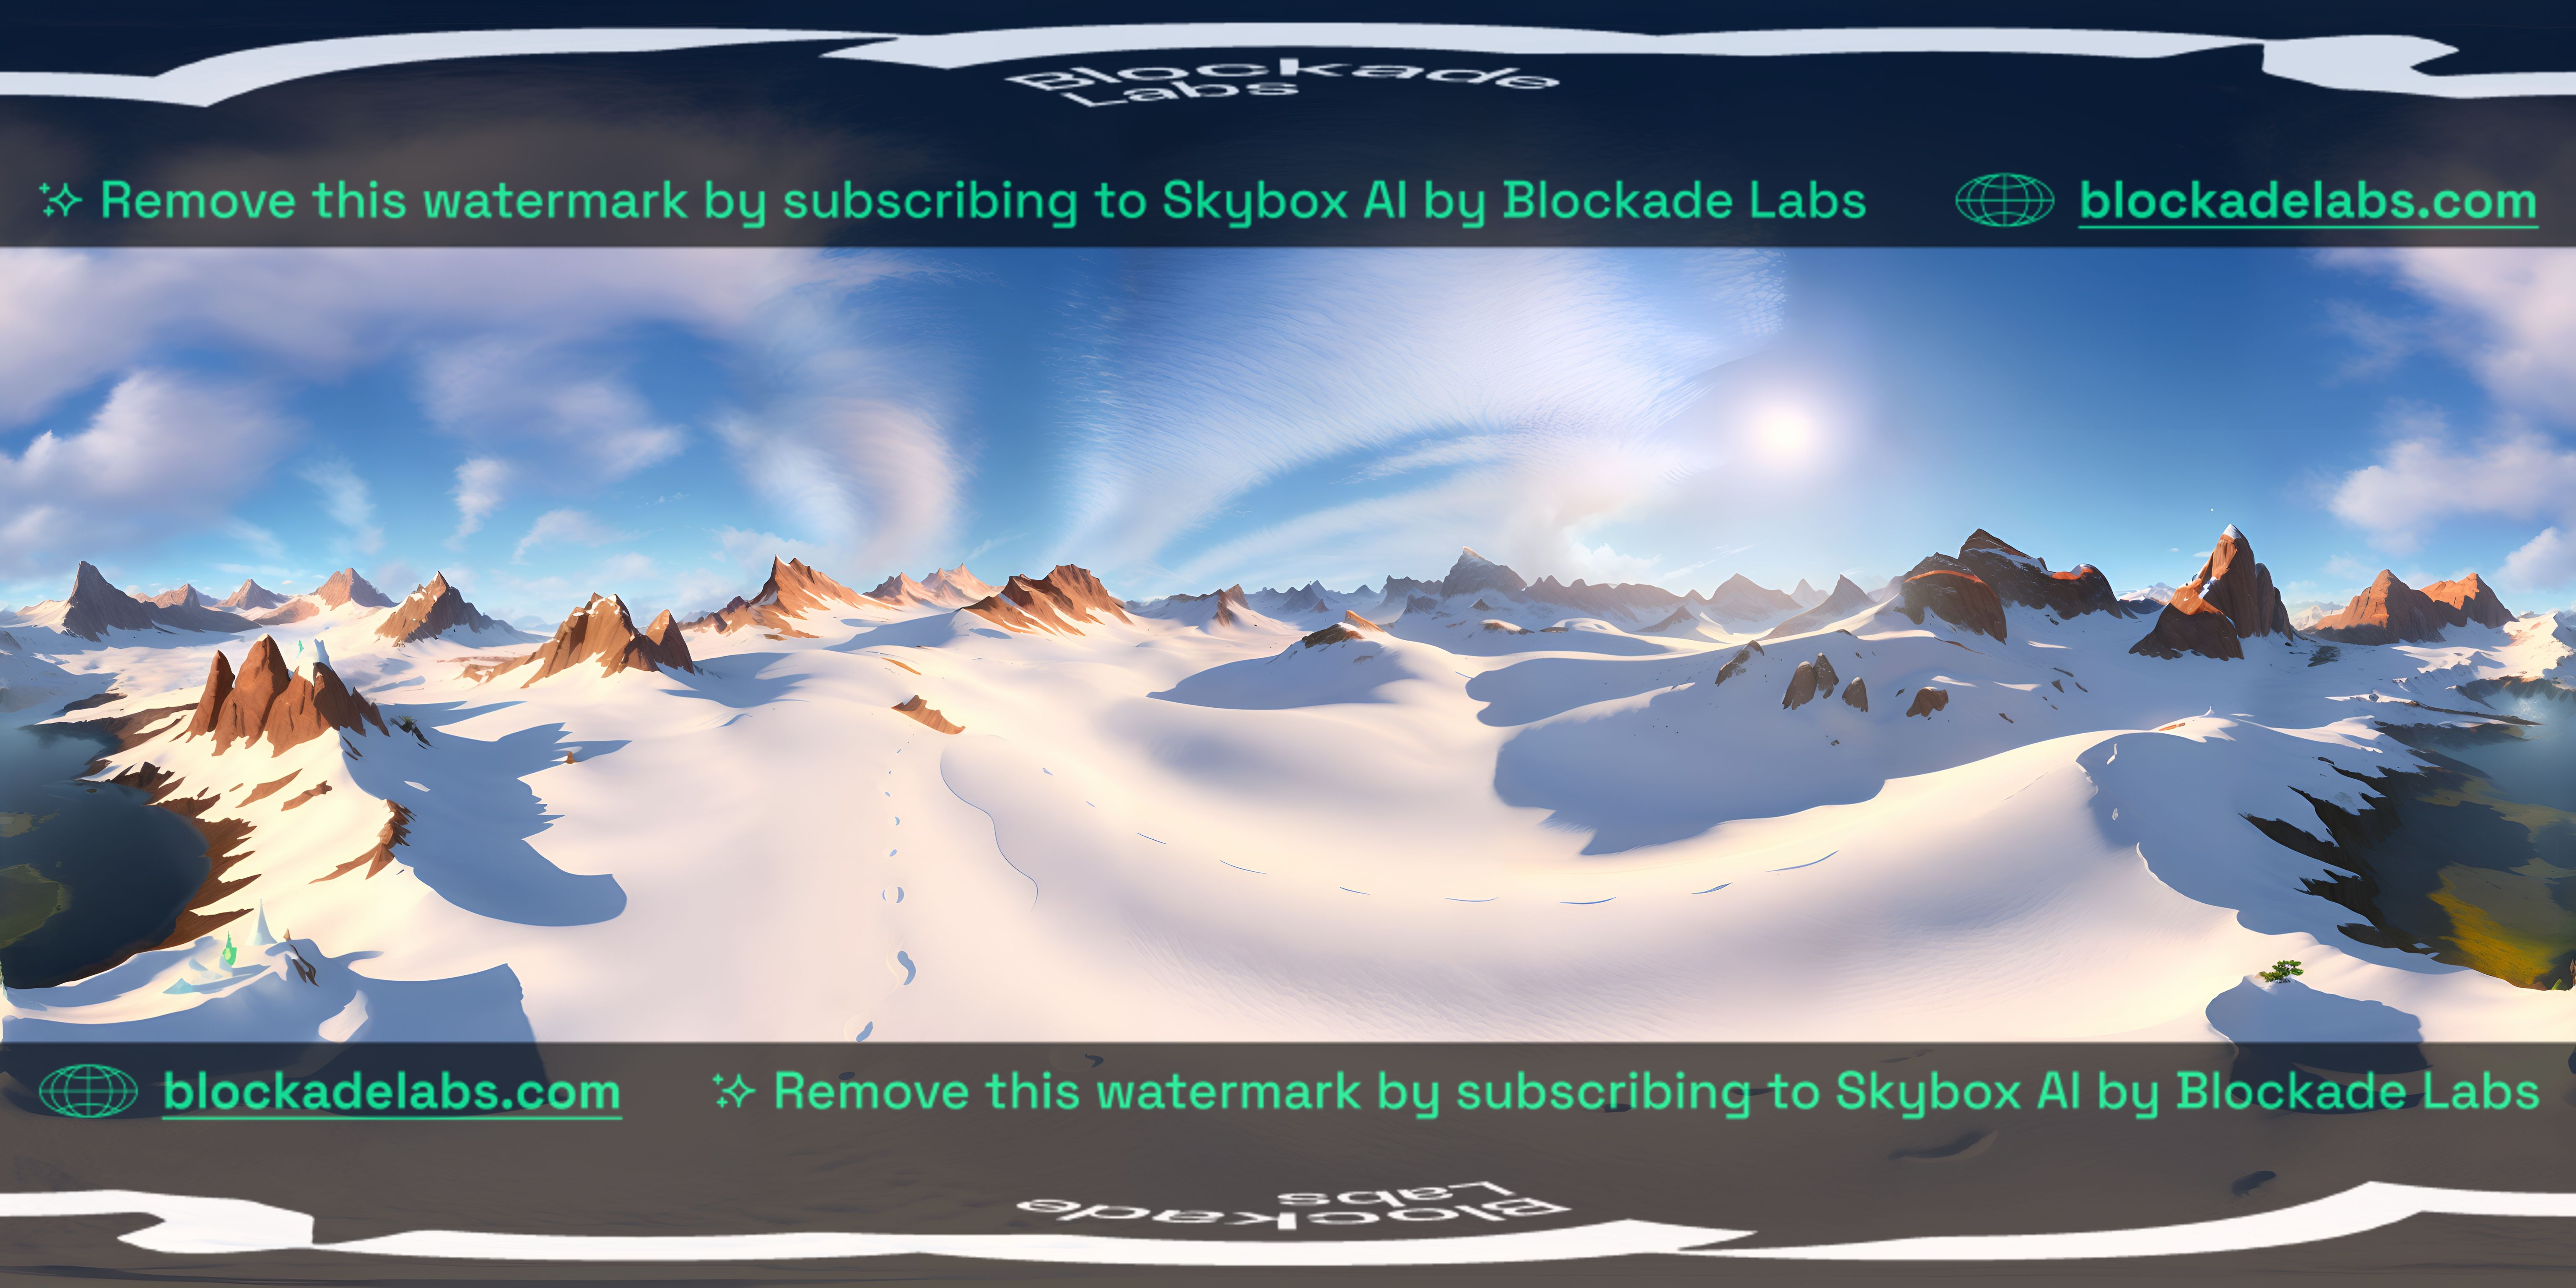 Blockade
Labs
Remove this watermark by subscribing to Skybox AI by Blockade Labs blockadelabs.com
blockadelabs.com Remove this watermark by subscribing to Skybox AI by Blockade Labs
Labs
Blockade